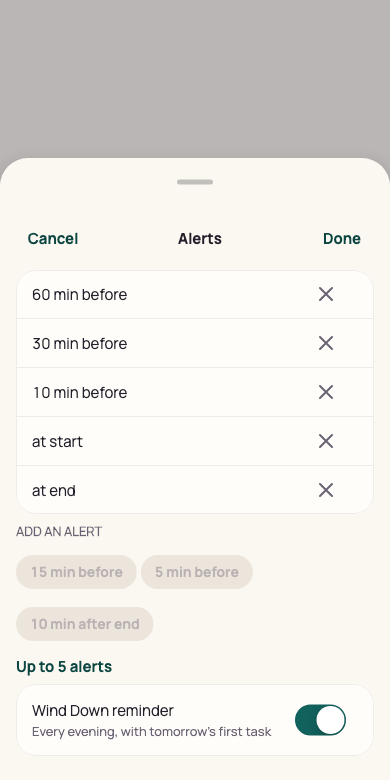 Cancel
Alerts
Done
60 min before
30 min before
10 min before
at start
at end
ADD AN ALERT
15 min before
5 min before
10 min after end
Up to 5 alerts
Wind Down reminder
Every evening, with tomorrow's first task